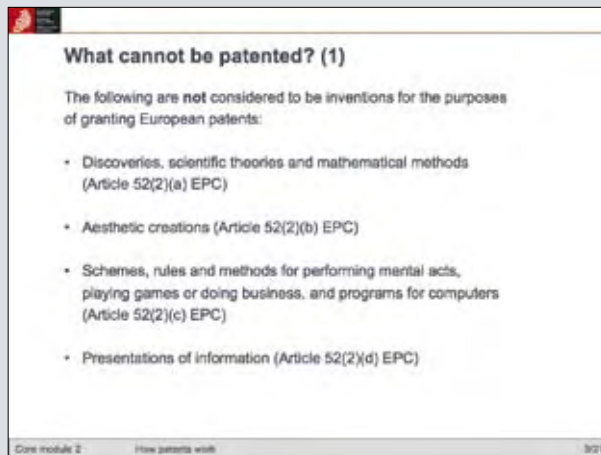 What cannot be patented? (1)
The following are not considered to be inventions for the purposes
of granting European patents:
• Discoveries, scientific theories and mathematical methods
(Article 52(2)(a) EPC)
• Aesthetic creations (Article 52(2)(b) EPC)
• Schemes, rules and methods for performing mental acts,
playing games or doing business, and programs for computers
(Article 52(2)(c) EPC)
• Presentations of information (Article 52(2)(d) EPC)
Core module 2 How patents work